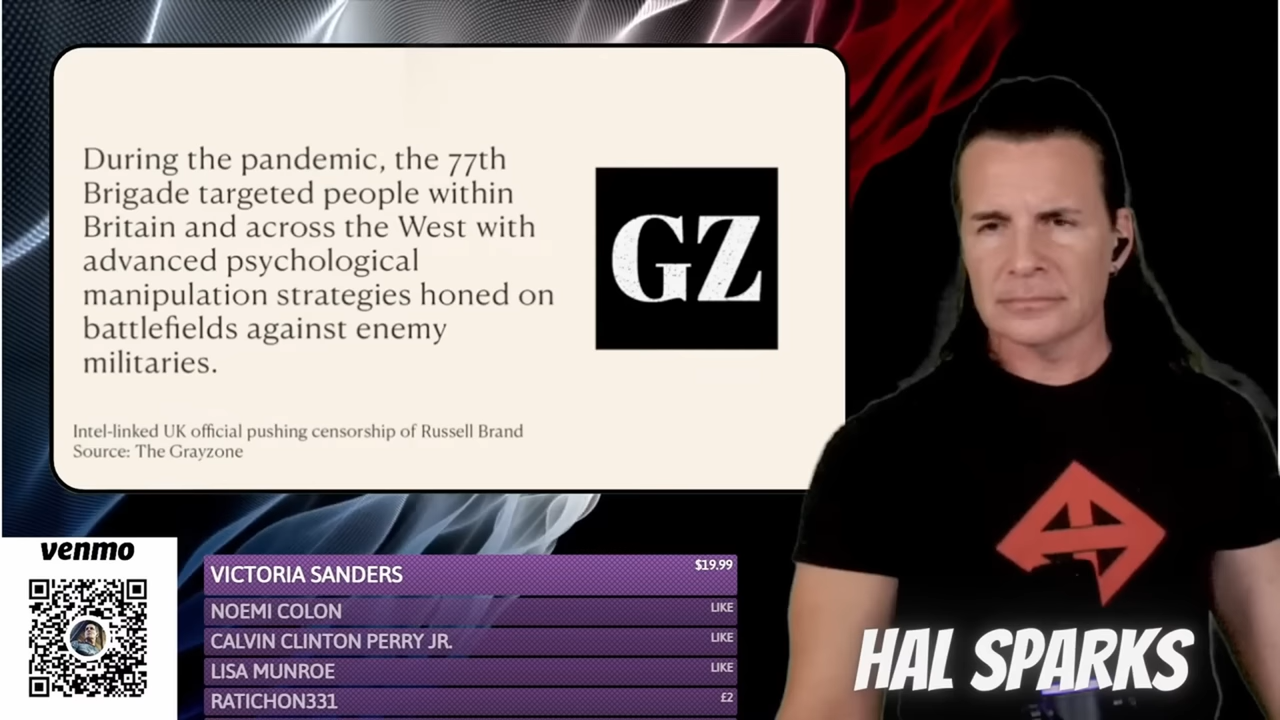 During the pandemic, the 77th
Brigade targeted people within
Britain and across the West with
advanced psychological
manipulation strategies honed on
battlefields against enemy
militaries.
GZ
Intel-linked UK official pushing censorship of Russell Brand
Source: The Grayzone
venmo
VICTORIA SANDERS $19.99
NOEMI COLON LIKE
CALVIN CLINTON PERRY JR. LIKE
LISA MUNROE LIKE
RATICHON331 £2
HAL SPARKS